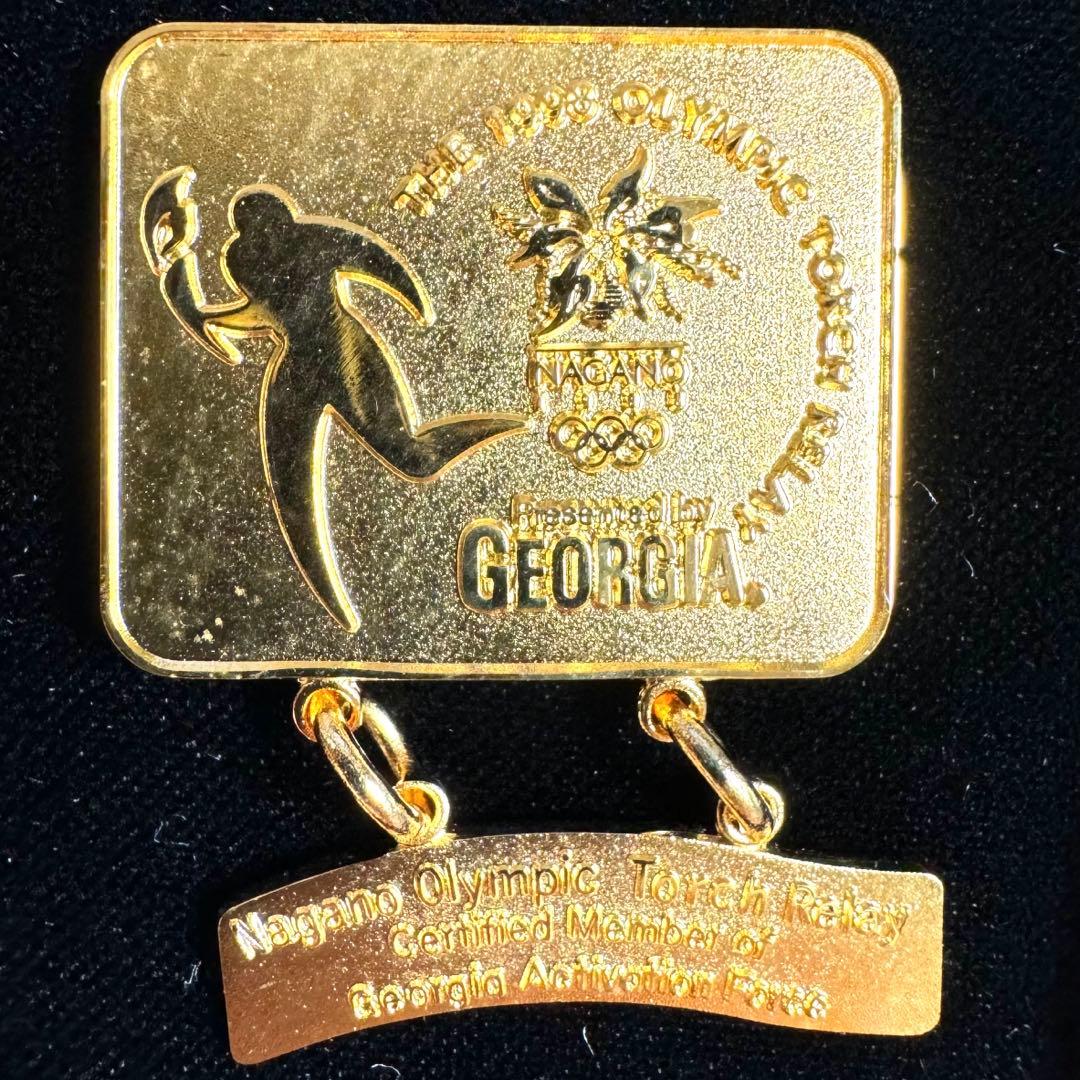 THE 1998 OLYMPIC TORCH RELAY
NAGANO
Presented by
GEORGIA.
Nagano Olympic Torch Relay
Certified Member of
Georgia Activation Force